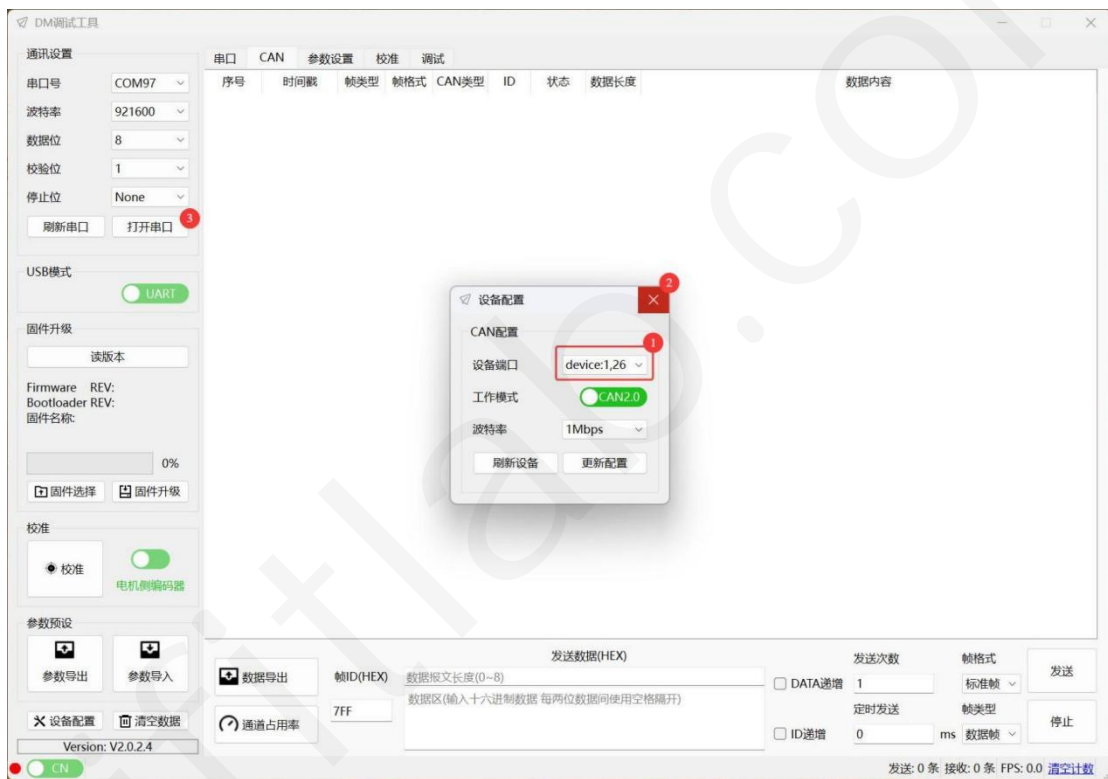 DM调试工具
通讯设置
串口号 COM97
波特率 921600
数据位 8
校验位 1
停止位 None
刷新串口 打开串口 3
USB模式
UART
固件升级
读版本
Firmware REV:
Bootloader REV:
固件名称:
0%
固件选择 固件升级
校准
校准
电机侧编码器
参数预设
参数导出 参数导入
设备配置 清空数据
Version: V2.0.2.4
CN
串口 CAN 参数设置 校准 调试
序号 时间戳 帧类型 帧格式 CAN类型 ID 状态 数据长度 数据内容
2
设备配置
CAN配置
1
设备端口 device:1,26
工作模式 CAN2.0
波特率 1Mbps
刷新设备 更新配置
发送数据(HEX) 发送次数 帧格式
数据导出 帧ID(HEX) 数据报文长度(0~8) DATA递增 1 标准帧 发送
7FF 数据区(输入十六进制数据 每两位数据间使用空格隔开) 定时发送 帧类型
通道占用率 ID递增 0 ms 数据帧 停止
发送: 0 条 接收: 0 条 FPS: 0.0 清空计数